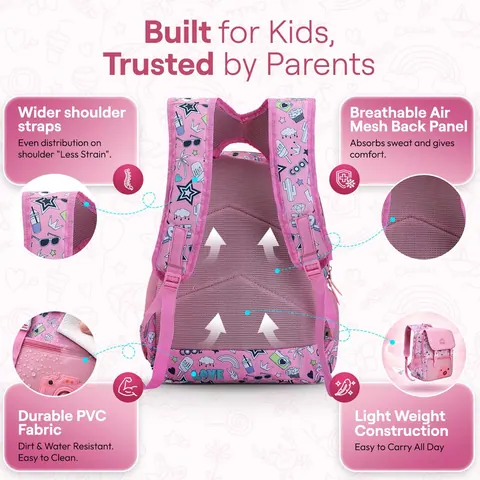 Built for Kids,
Trusted by Parents
Wider shoulder
straps
Even distribution on
shoulder "Less Strain".
Breathable Air
Mesh Back Panel
Absorbs sweat and gives
comfort.
COOL
LOVE
Durable PVC
Fabric
Dirt & Water Resistant.
Easy to Clean.
Light Weight
Construction
Easy to Carry All Day